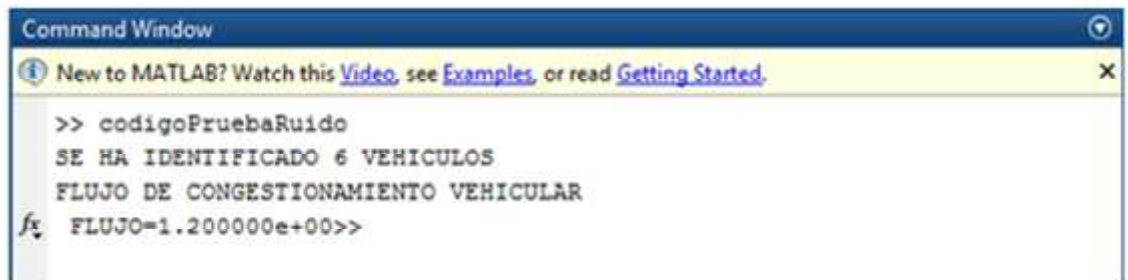 Command Window
New to MATLAB? Watch this Video, see Examples, or read Getting Started.
>> codigoPruebaRuido
SE HA IDENTIFICADO 6 VEHICULOS
FLUJO DE CONGESTIONAMIENTO VEHICULAR
fx FLUJO=1.200000e+00>>